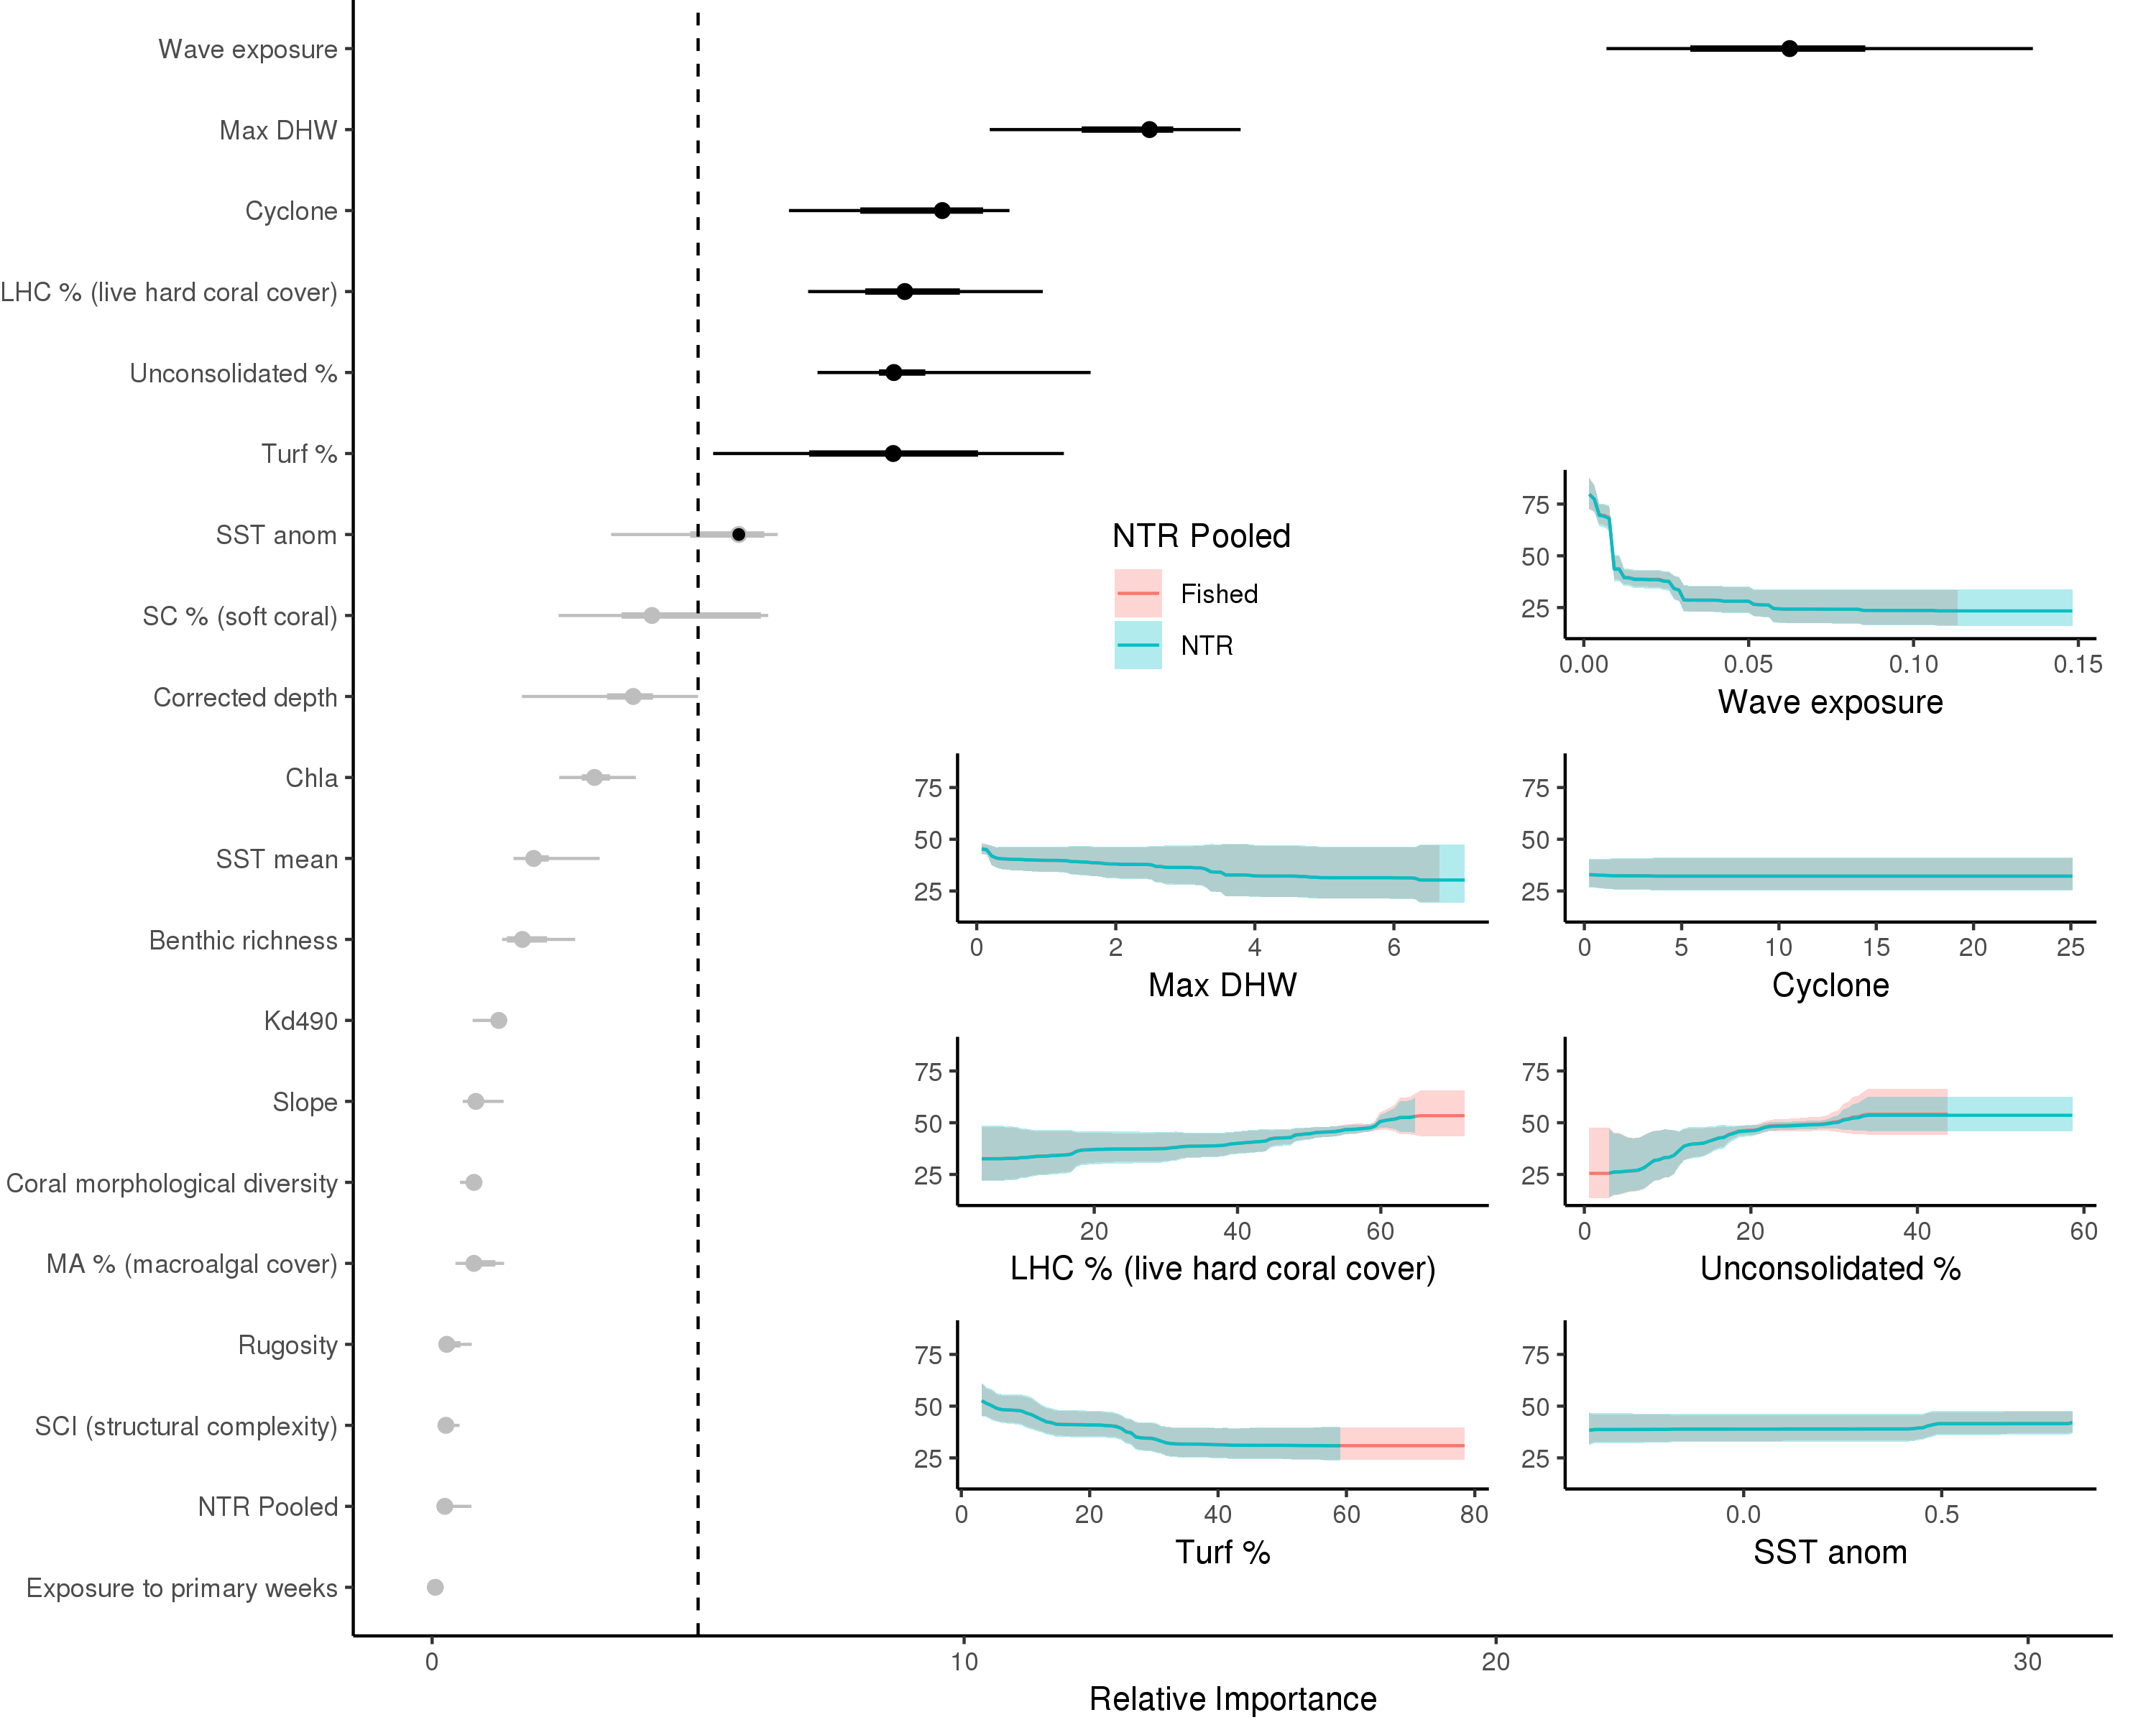 Wave exposure
Max DHW
Cyclone
LHC % (live hard coral cover)
Unconsolidated %
Turf %
SST anom
SC % (soft coral)
Corrected depth
Chla
SST mean
Benthic richness
Kd490
Slope
Coral morphological diversity
MA % (macroalgal cover)
Rugosity
SCI (structural complexity)
NTR Pooled
Exposure to primary weeks
0 10 20 30
Relative Importance
NTR Pooled
Fished
NTR
75
50
25
0.00 0.05 0.10 0.15
Wave exposure
75
50
25
0 2 4 6
Max DHW
75
50
25
0 5 10 15 20 25
Cyclone
75
50
25
20 40 60
LHC % (live hard coral cover)
75
50
25
0 20 40 60
Unconsolidated %
75
50
25
0 20 40 60 80
Turf %
75
50
25
0.0 0.5
SST anom